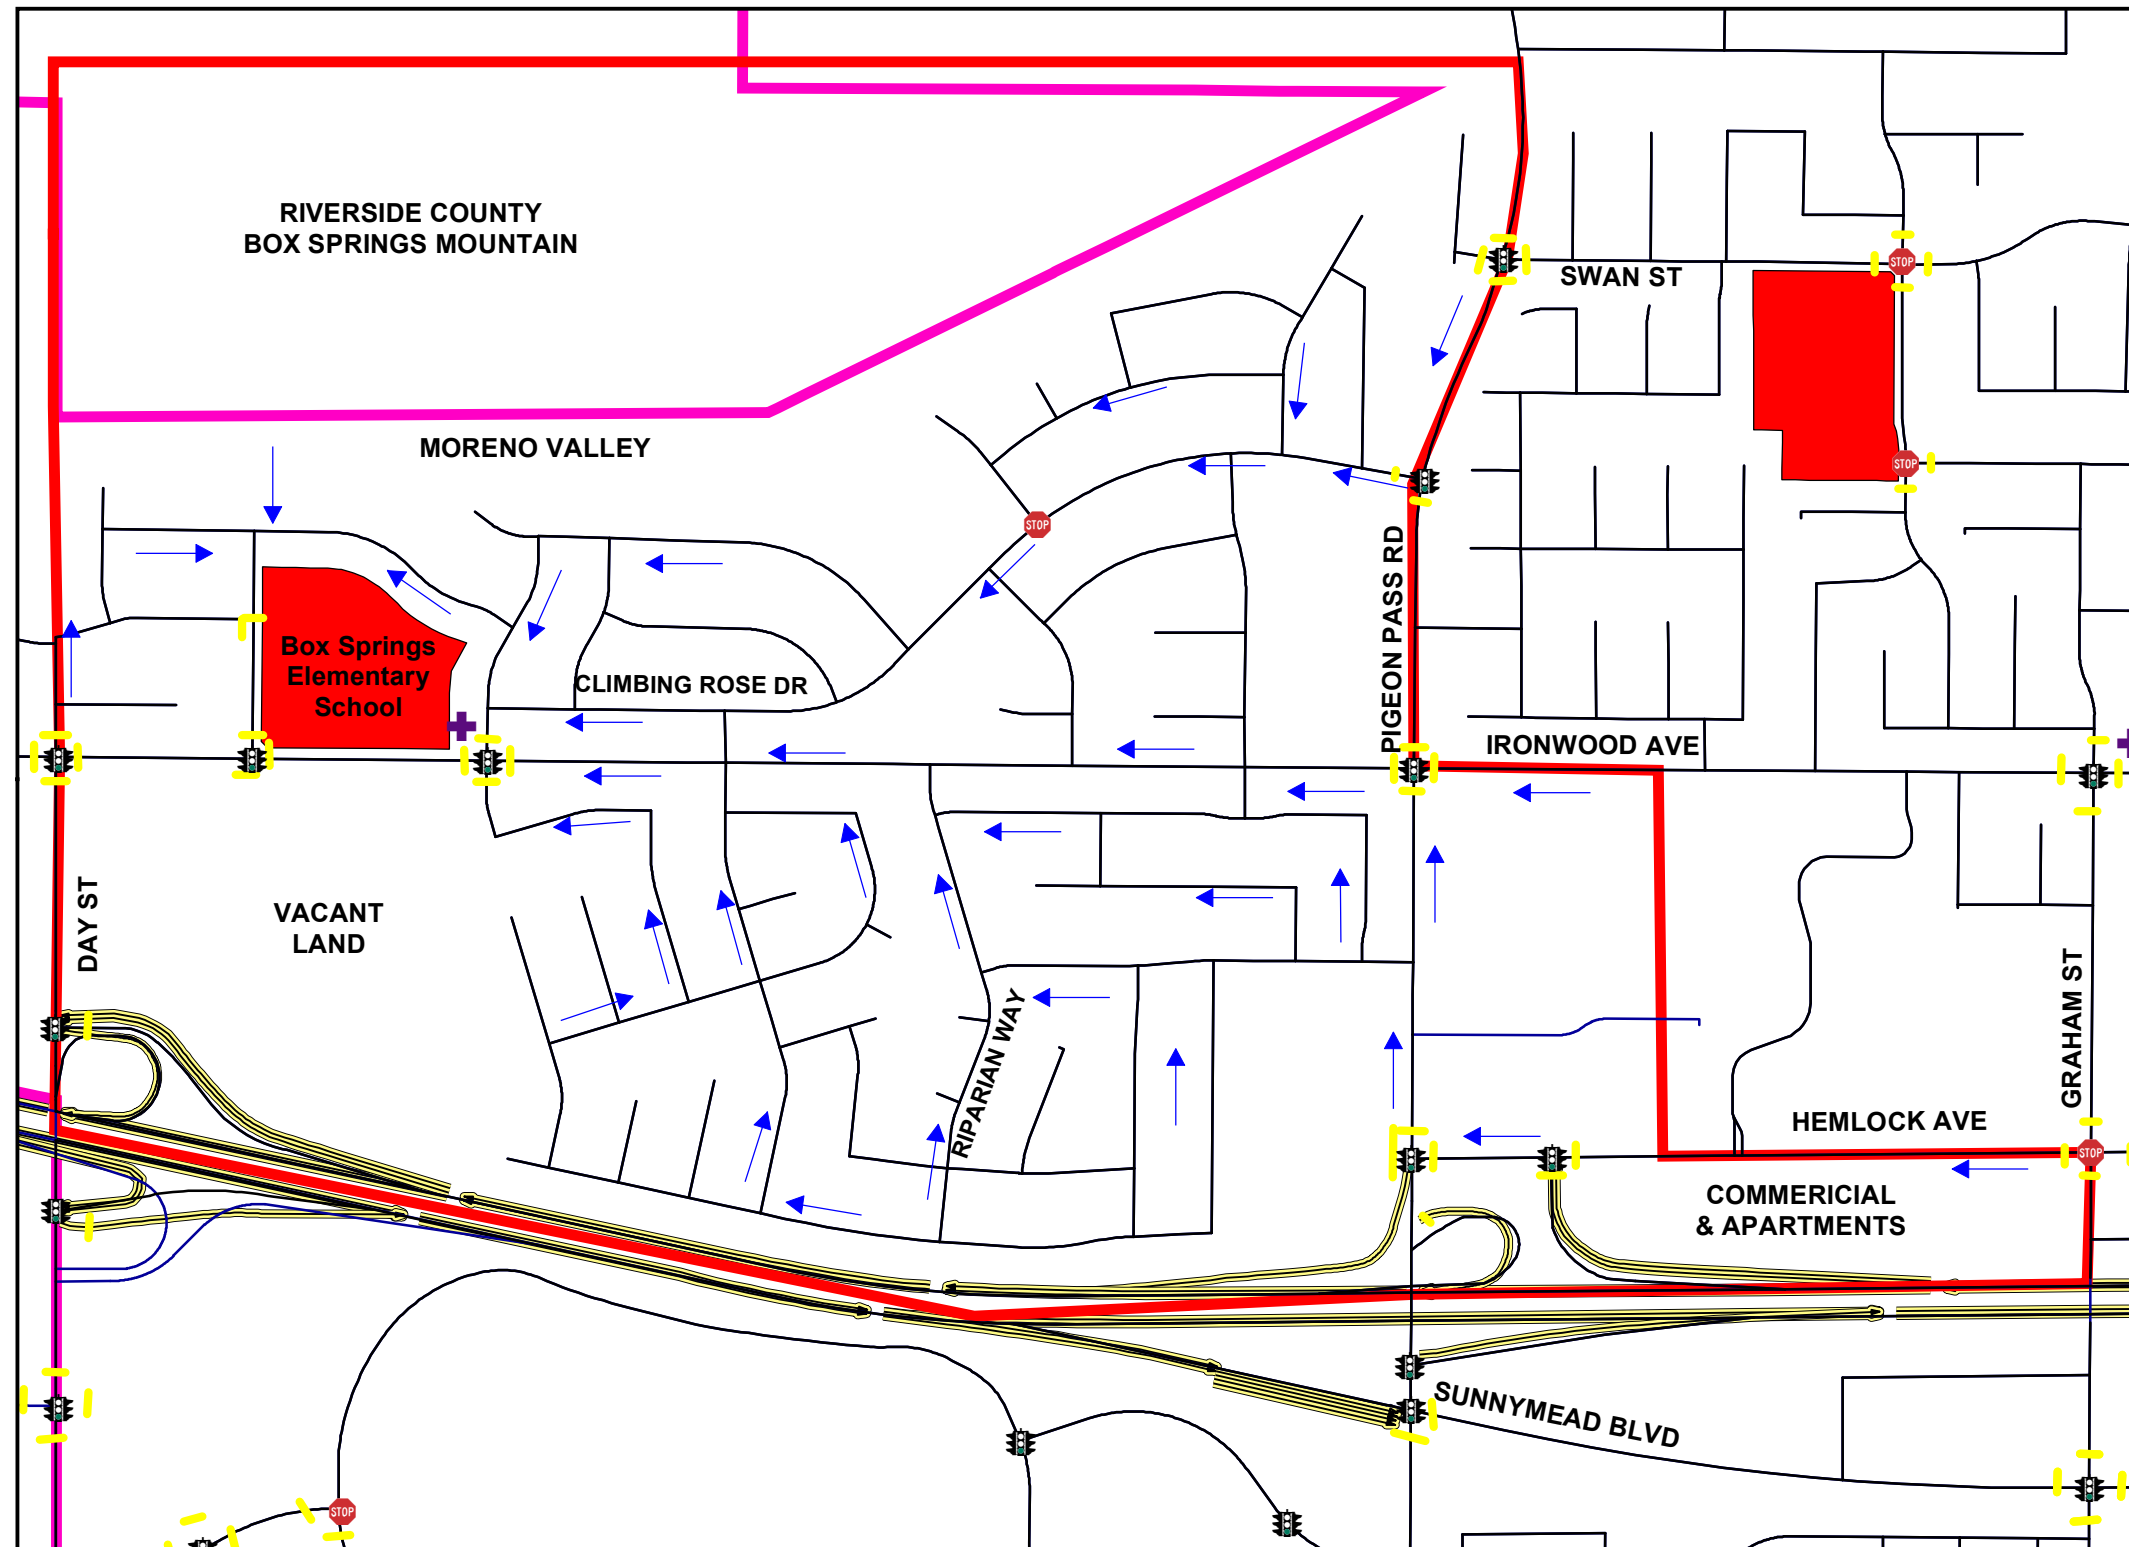 RIVERSIDE COUNTY
BOX SPRINGS MOUNTAIN
SWAN ST
STOP
MORENO VALLEY
STOP
STOP
PIGEON PASS RD
Box Springs
Elementary
School
CLIMBING ROSE DR
IRONWOOD AVE
DAY ST
VACANT
LAND
RIPARIAN WAY
GRAHAM ST
HEMLOCK AVE
STOP
COMMERICIAL
& APARTMENTS
SUNNYMEAD BLVD
STOP